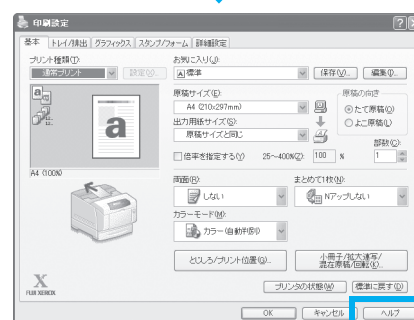 印刷設定
基本 トレイ/排出 グラフィックス スタンプ/フォーム 詳細設定
プリント種類(T):
通常プリント
設定(G)...
お気に入り(J):
標準
保存(V)...
編集(I)...
原稿サイズ(E):
A4 (210x297mm)
原稿の向き
たて原稿(O)
よこ原稿(L)
出力用紙サイズ(S):
原稿サイズと同じ
倍率を指定する(Y) 25~400%(Z): 100 %
部数(C):
1
A4 (100%)
両面(R):
しない
まとめて1枚(N):
Nアップしない
カラーモード(M):
カラー(自動判別)
とじしろ/プリント位置(Q)...
小冊子/拡大連写/
混在原稿/回転(K)...
FUJI XEROX
プリンタの状態(W)
標準に戻す(D)
OK
キャンセル
ヘルプ